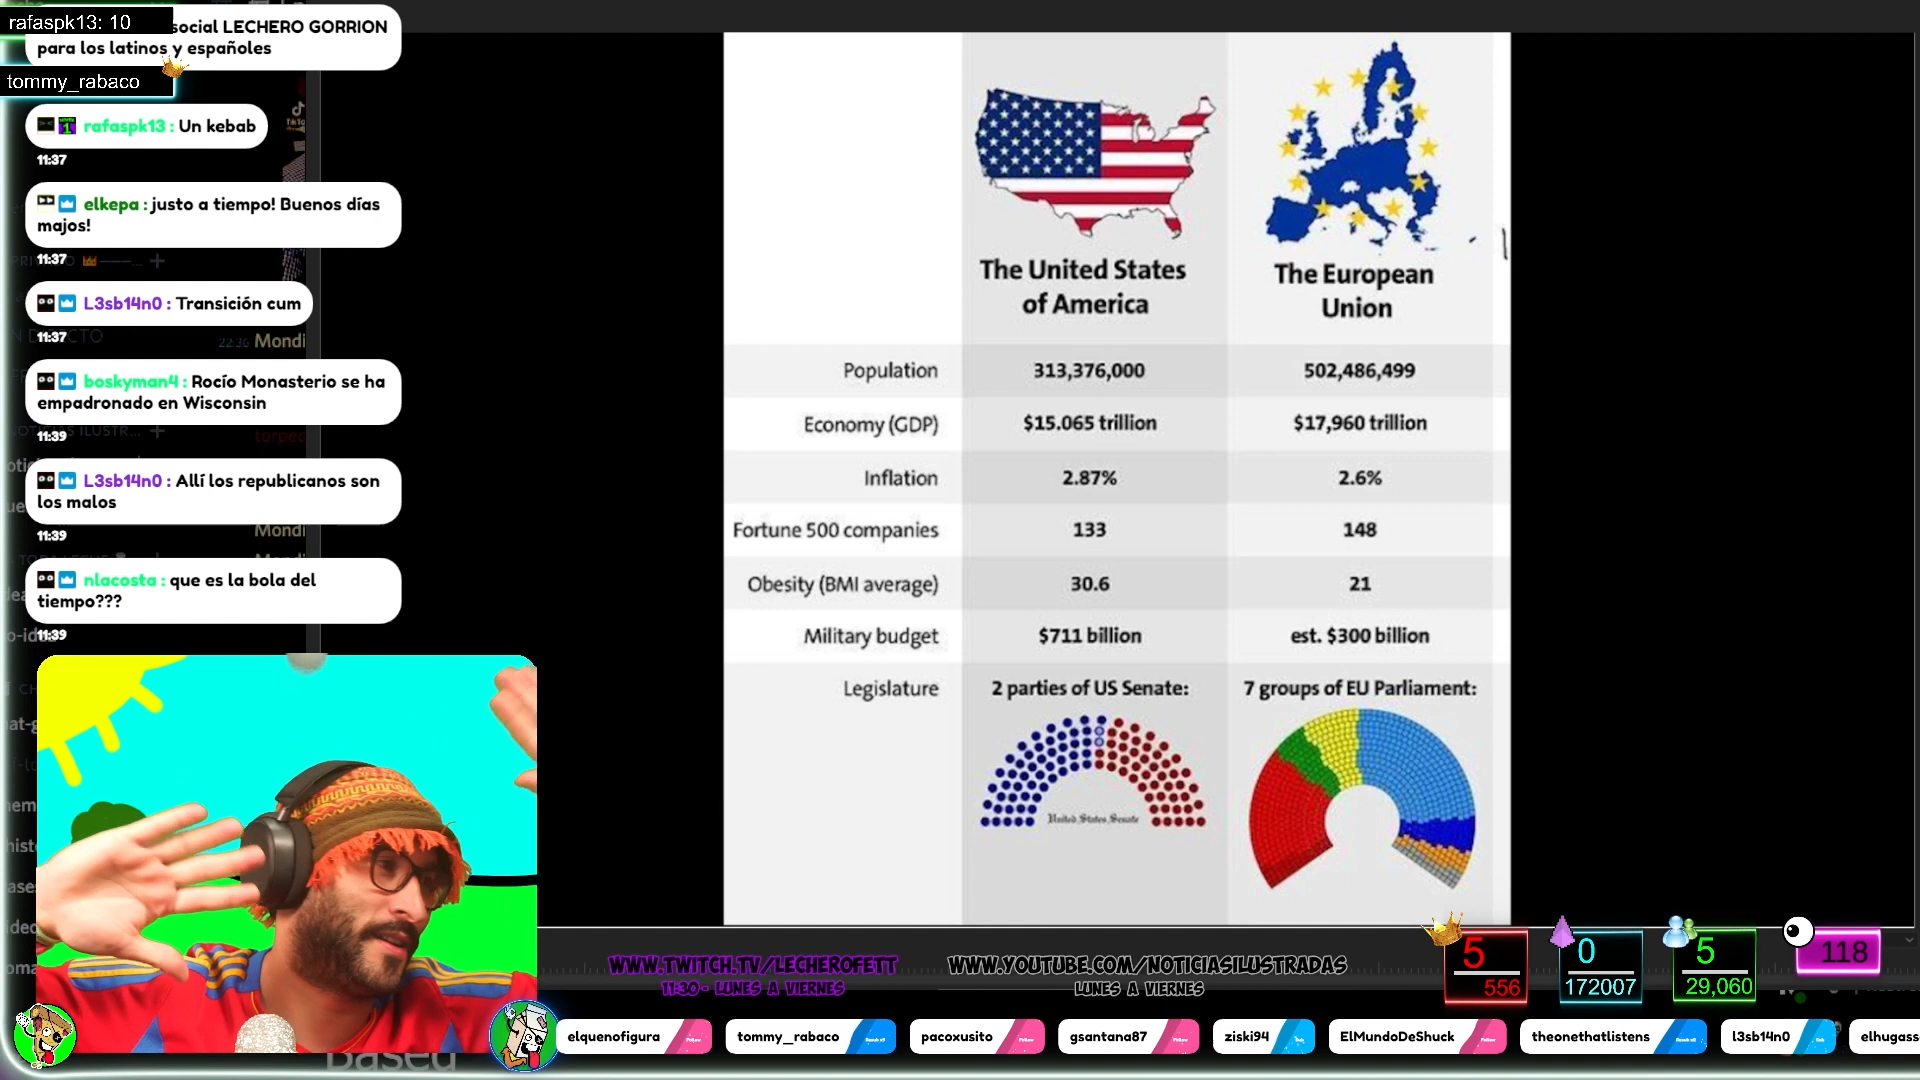 rafaspk13: 10
social LECHERO GORRION
para los latinos y españoles
tommy_rabaco
rafaspk13 : Un kebab
11:37
elkepa : justo a tiempo! Buenos días
majos!
11:37
L3sb14n0 : Transición cum
11:37
22:36 Mondi
boskyman4 : Rocío Monasterio se ha
empadronado en Wisconsin
11:39
L3sb14n0 : Allí los republicanos son
los malos
11:39
Mondi
nlacosta : que es la bola del
tiempo???
11:39
The United States
of America
The European
Union
Population 313,376,000 502,486,499
Economy (GDP) $15.065 trillion $17,960 trillion
Inflation 2.87% 2.6%
Fortune 500 companies 133 148
Obesity (BMI average) 30.6 21
Military budget $711 billion est. $300 billion
Legislature 2 parties of US Senate: 7 groups of EU Parliament:
United States Senate
WWW.TWITCH.TV/LECHEROFETT
11:30 - LUNES A VIERNES
WWW.YOUTUBE.COM/NOTICIASILUSTRADAS
LUNES A VIERNES
5
556
0
172007
5
29,060
118
elquenofigura
tommy_rabaco
pacoxusito
gsantana87
ziski94
ElMundoDeShuck
theonethatlistens
l3sb14n0
elhugass
Based